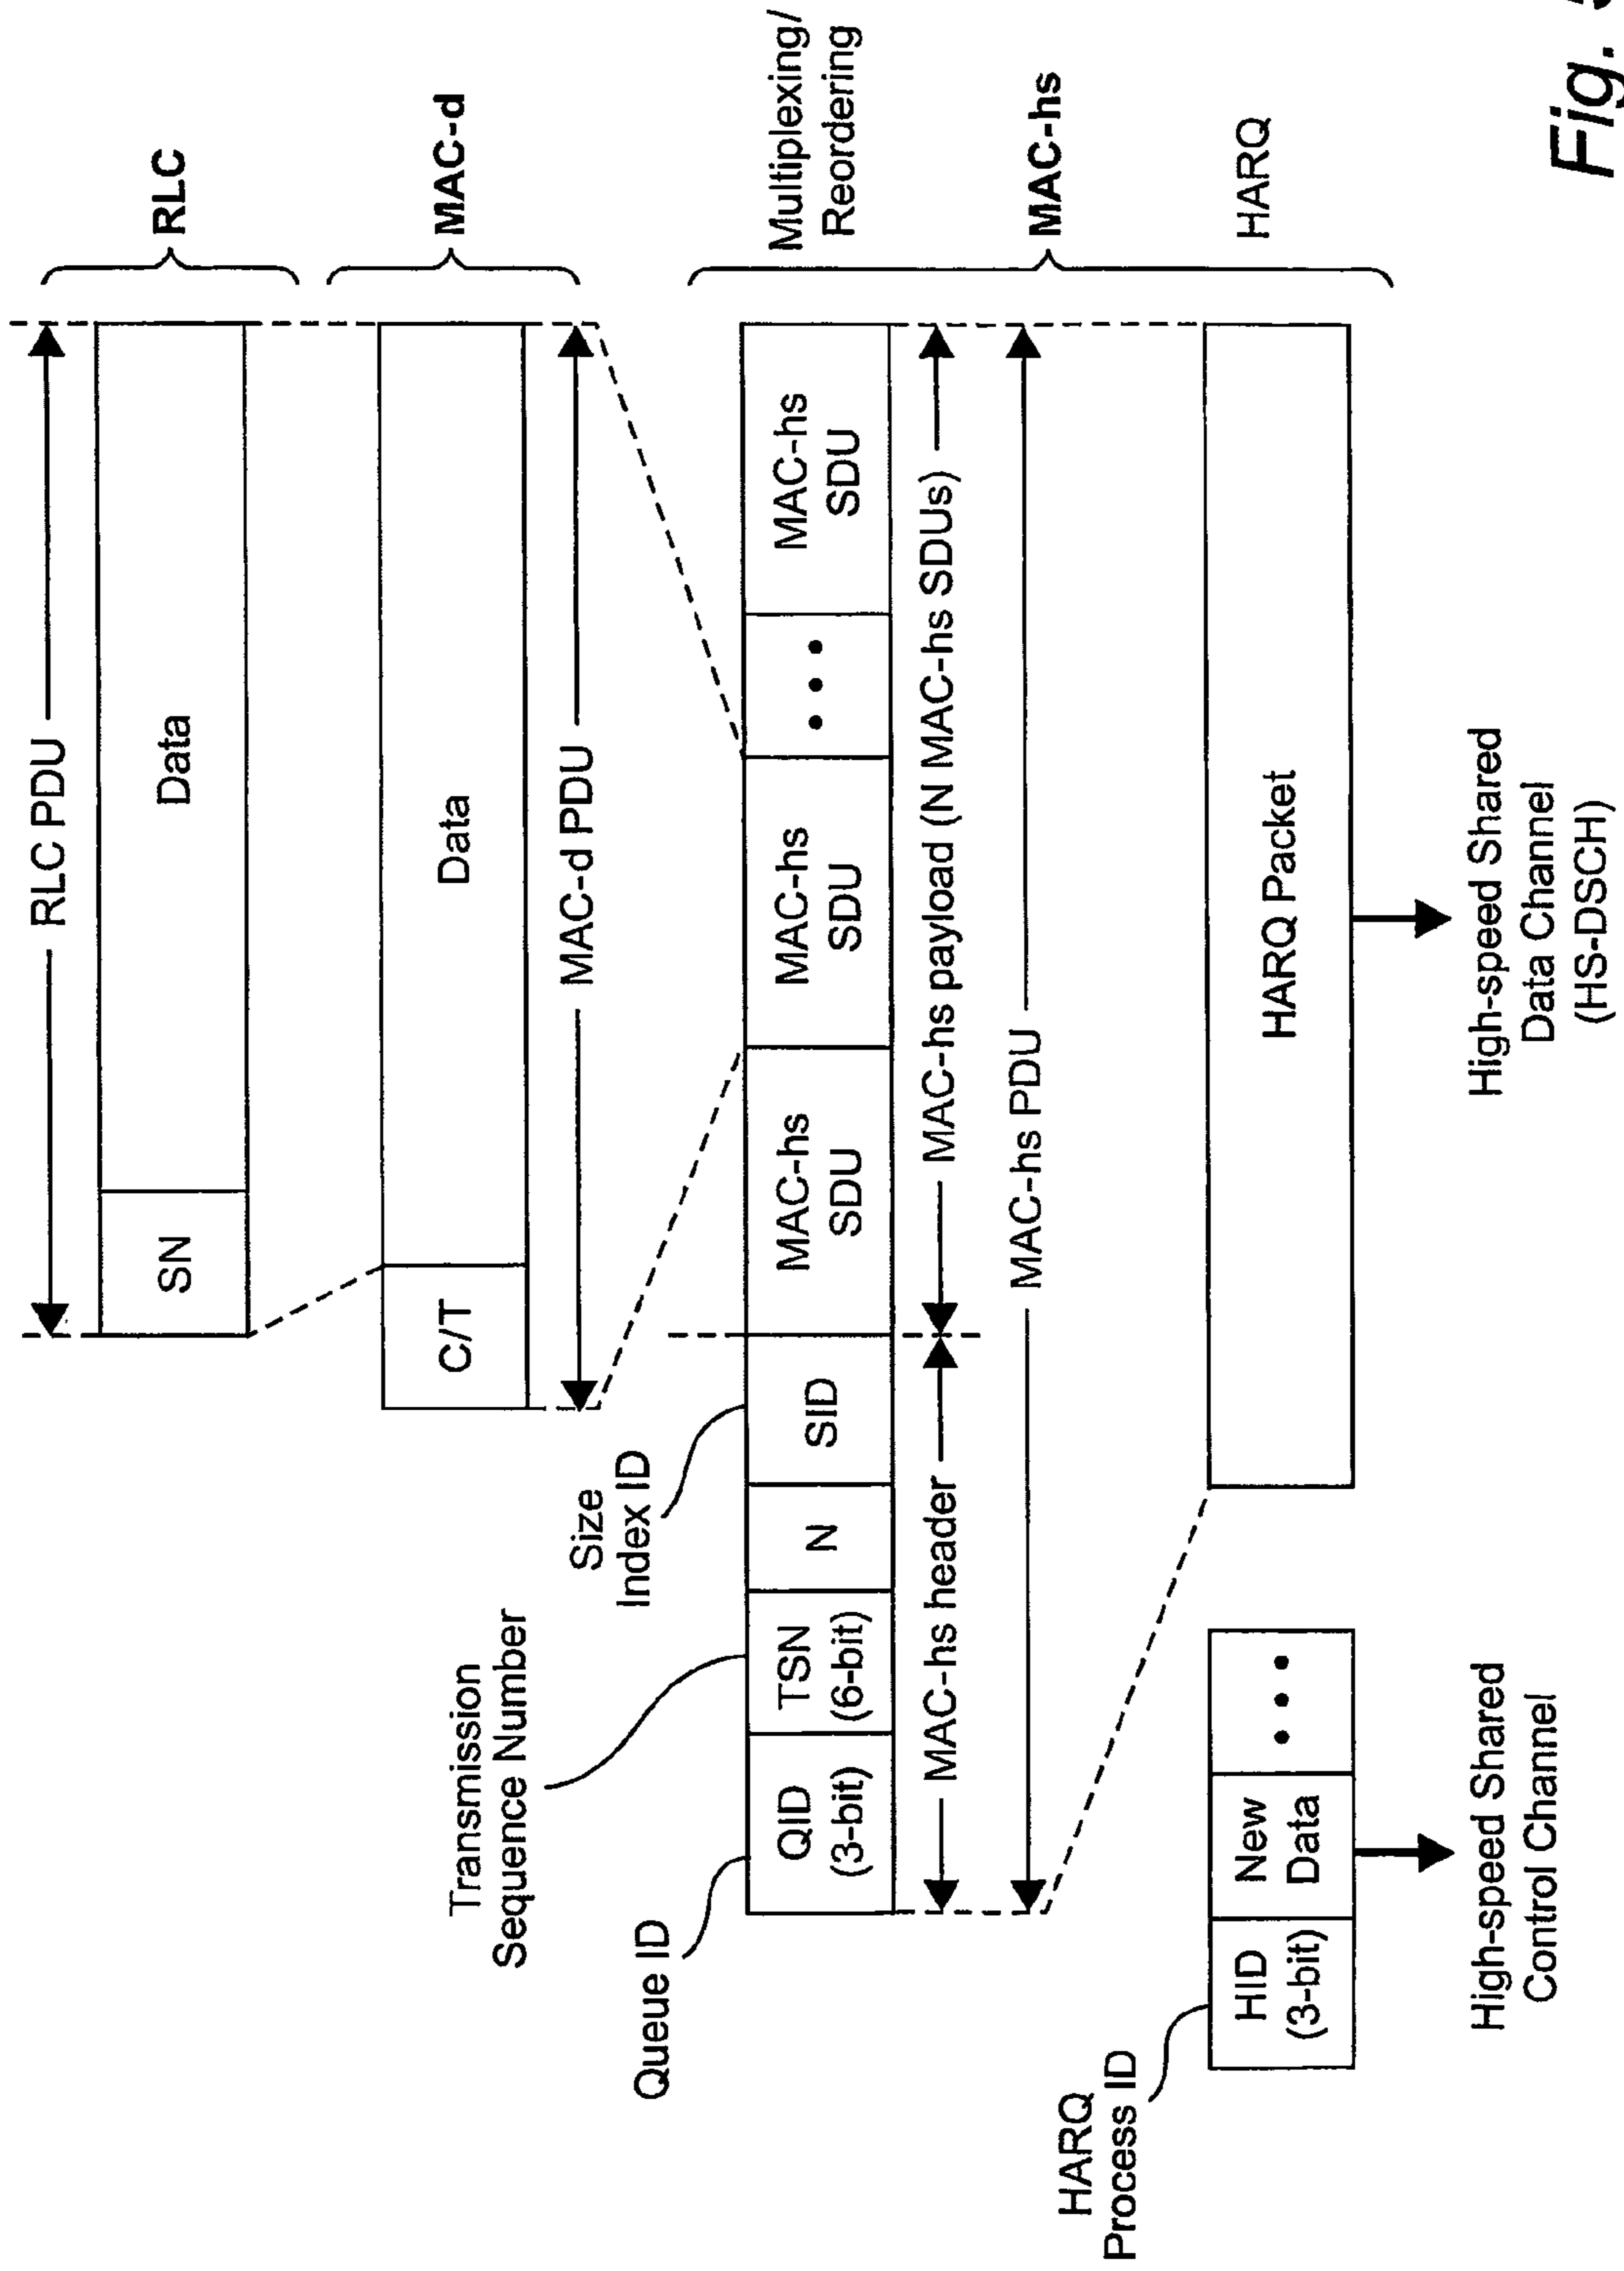 RLC PDU
SN
Data
RLC
C/T
Data
MAC-d
MAC-d PDU
Size
Index ID
Transmission
Sequence Number
Queue ID
QID
(3-bit)
TSN
(6-bit)
N
SID
MAC-hs
SDU
MAC-hs
SDU
• • •
MAC-hs
SDU
Multiplexing/
Reordering
MAC-hs header
MAC-hs payload (N MAC-hs SDUs)
MAC-hs PDU
MAC-hs
HARQ
Process ID
HID
(3-bit)
New
Data
• • •
HARQ Packet
HARQ
High-speed Shared
Control Channel
High-speed Shared
Data Channel
(HS-DSCH)
Fig.